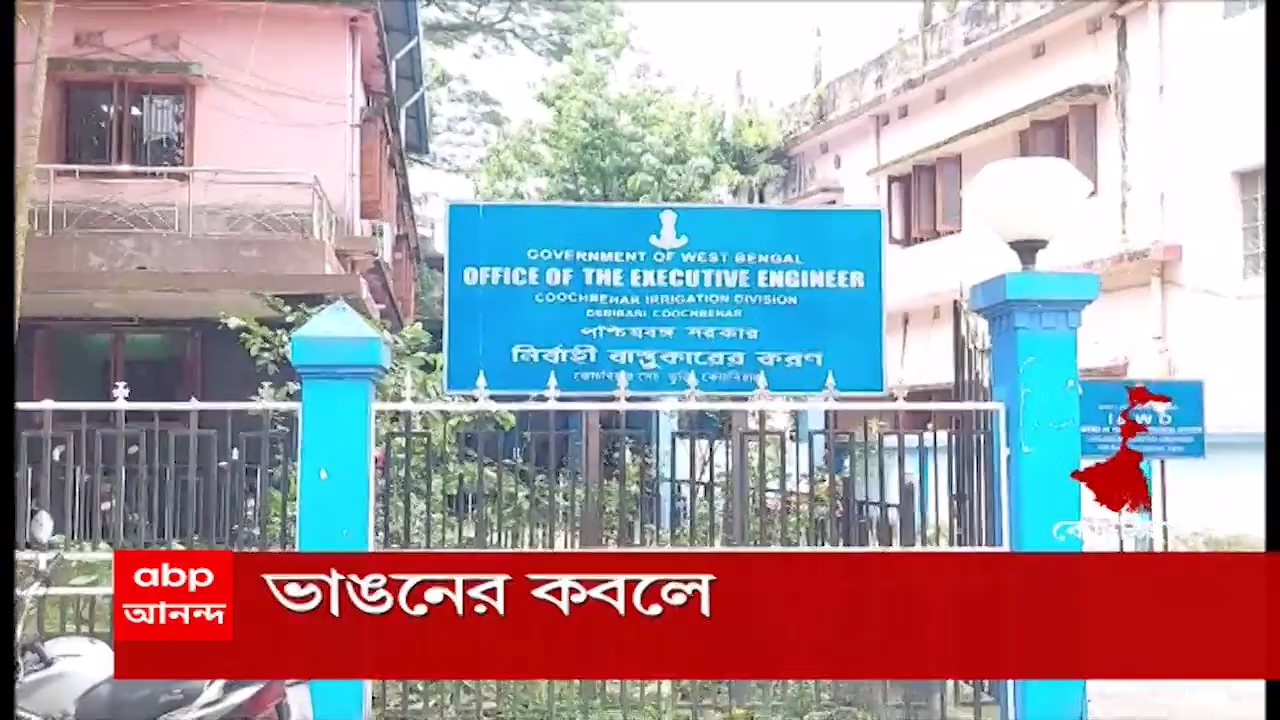 GOVERNMENT OF WEST BENGAL
OFFICE OF THE EXECUTIVE ENGINEER
COOCHBEHAR IRRIGATION DIVISION
DEBIBARI COOCHBEHAR
পশ্চিমবঙ্গ সরকার
নির্বাহী বাস্তুকারের করণ
I & W D
abp
আনন্দ
ভাঙনের কবলে